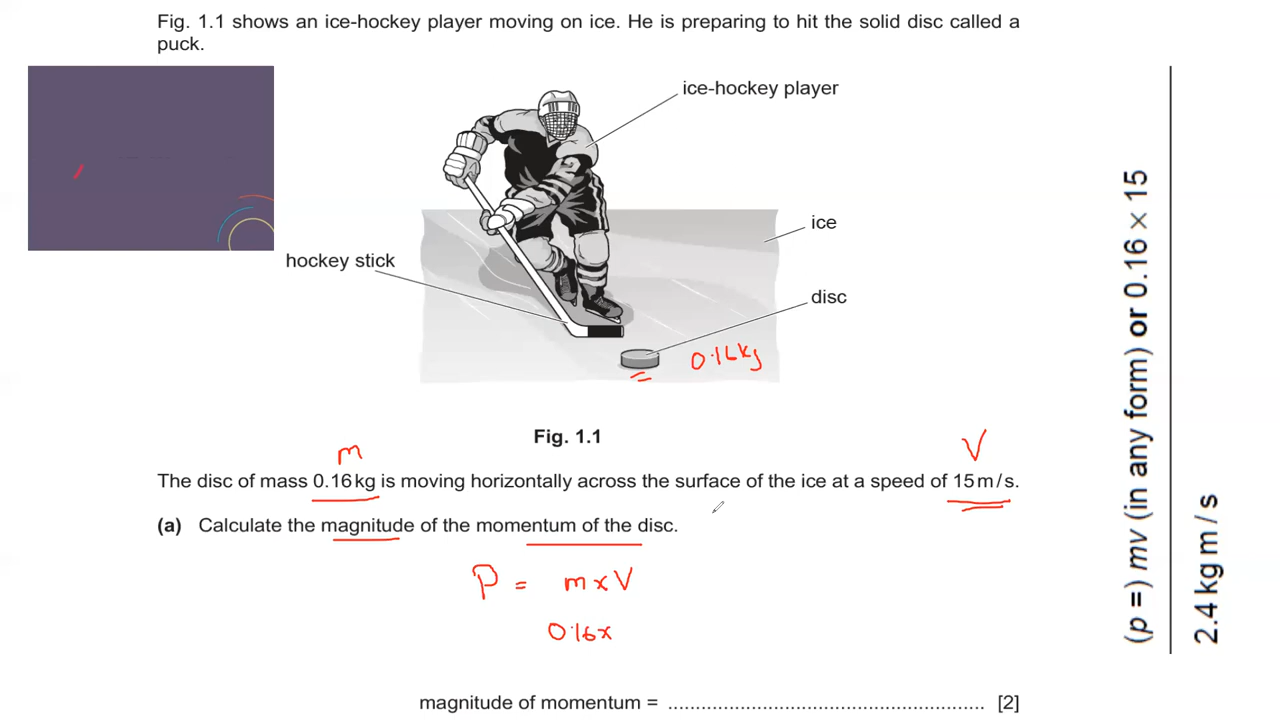 Fig. 1.1 shows an ice-hockey player moving on ice. He is preparing to hit the solid disc called a
puck.
ice-hockey player
ice
hockey stick
disc
0.16kg
Fig. 1.1
m
V
The disc of mass 0.16 kg is moving horizontally across the surface of the ice at a speed of 15 m / s.
(a) Calculate the magnitude of the momentum of the disc.
P = m x V
0.16x
magnitude of momentum = .......................................................... [2]
(p =) mv (in any form) or 0.16 × 15
2.4 kg m / s